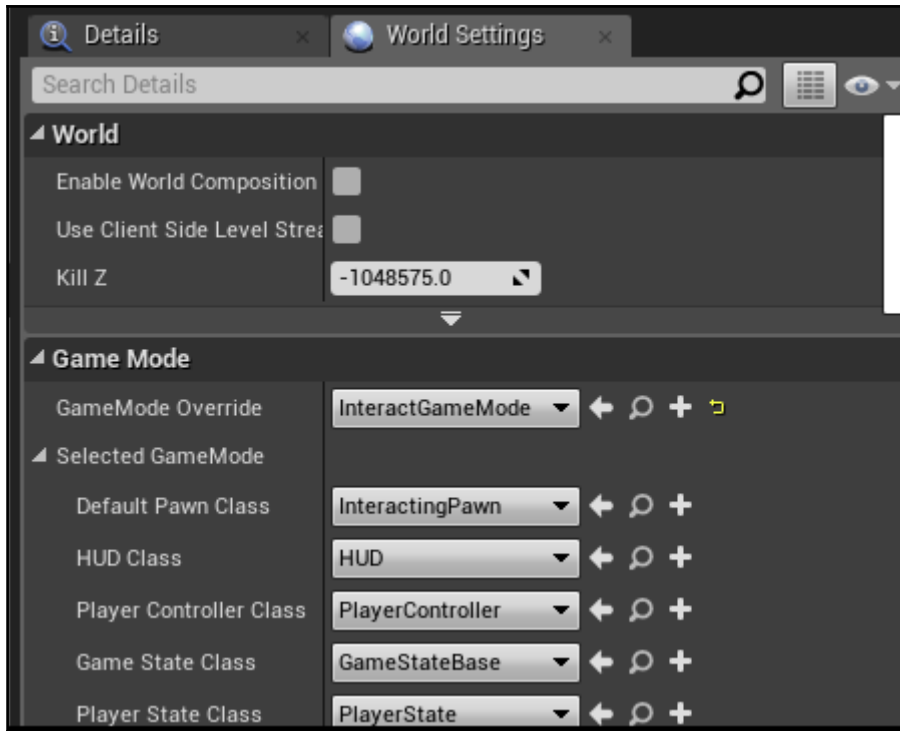 Details
World Settings
Search Details
World
Enable World Composition
Use Client Side Level Strea
Kill Z -1048575.0
Game Mode
GameMode Override InteractGameMode
Selected GameMode
Default Pawn Class InteractingPawn
HUD Class HUD
Player Controller Class PlayerController
Game State Class GameStateBase
Player State Class PlayerState